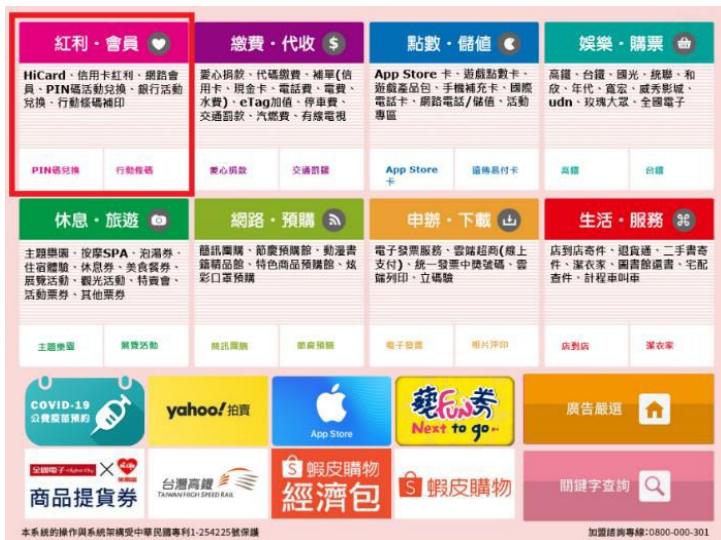 紅利・會員
HiCard、信用卡紅利、網路會
員、PIN碼活動兌換、銀行活動
兌換、行動條碼補印
PIN碼兌換
行動條碼
繳費・代收
愛心捐款、代碼繳費、補單(信
用卡、現金卡、電話費、電費、
水費)、eTag加值、停車費、
交通罰款、汽燃費、有線電視
愛心捐款
交通罰鍰
點數・儲值
App Store 卡、遊戲點數卡、
遊戲產品包、手機補充卡、國際
電話卡、網路電話/儲值、活動
專區
App Store
卡
遠傳易付卡
娛樂・購票
高鐵、台鐵、國光、統聯、和
欣、年代、寬宏、威秀影城、
udn、玫瑰大眾、全國電子
高鐵
台鐵
休息・旅遊
主題樂園、按摩SPA、泡湯券、
住宿體驗、休息券、美食餐券、
展覽活動、觀光活動、特賣會、
活動票券、其他票券
主題樂園
展覽活動
網路・預購
簡訊團購、節慶預購館、動漫書
籍精品館、特色商品預購館、炫
彩口罩預購
簡訊團購
節慶預購
申辦・下載
電子發票服務、雲端超商(線上
支付)、統一發票中獎號碼、雲
端列印、立碼驗
電子發票
相片沖印
生活・服務
店到店寄件、退貨通、二手書寄
件、潔衣家、圖書館還書、宅配
查件、計程車叫車
店到店
潔衣家
COVID-19
公費疫苗預約
yahoo!拍賣
App Store
藝Fun券
Next to go
廣告嚴選
全國電子
商品提貨券
台灣高鐵
TAIWAN HIGH SPEED RAIL
蝦皮購物
經濟包
蝦皮購物
關鍵字查詢
本系統的操作與系統架構受中華民國專利1-254225號保護
加盟諮詢專線:0800-000-301